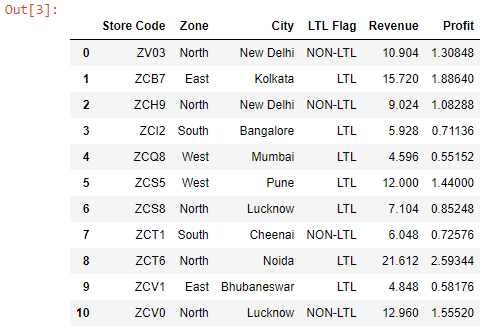 Out[3]:
Store Code Zone City LTL Flag Revenue Profit
0 ZV03 North New Delhi NON-LTL 10.904 1.30848
1 ZCB7 East Kolkata LTL 15.720 1.88640
2 ZCH9 North New Delhi NON-LTL 9.024 1.08288
3 ZCI2 South Bangalore LTL 5.928 0.71136
4 ZCQ8 West Mumbai LTL 4.596 0.55152
5 ZCS5 West Pune LTL 12.000 1.44000
6 ZCS8 North Lucknow LTL 7.104 0.85248
7 ZCT1 South Cheenai NON-LTL 6.048 0.72576
8 ZCT6 North Noida LTL 21.612 2.59344
9 ZCV1 East Bhubaneswar LTL 4.848 0.58176
10 ZCV0 North Lucknow NON-LTL 12.960 1.55520